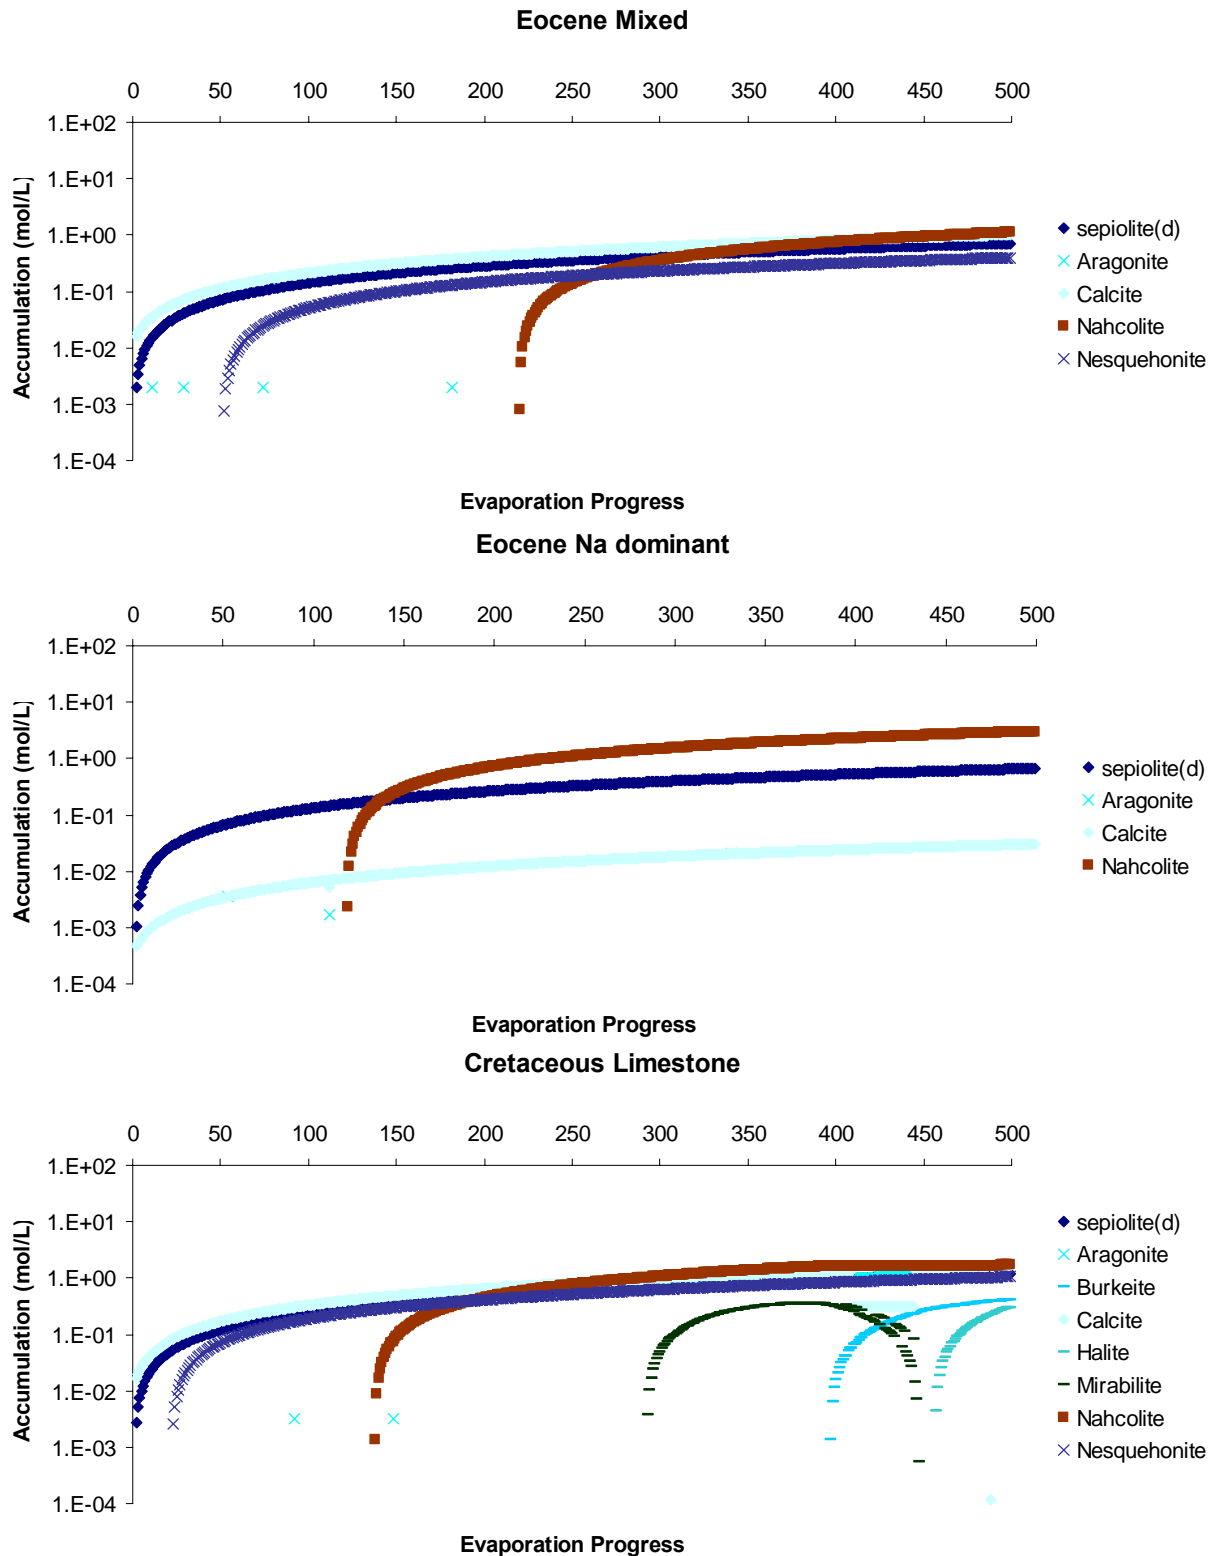 Eocene Mixed
0 50 100 150 200 250 300 350 400 450 500
1.E+02
1.E+01
1.E+00
1.E-01
1.E-02
1.E-03
1.E-04
Accumulation (mol/L)
sepiolite(d)
Aragonite
Calcite
Nahcolite
Nesquehonite
Evaporation Progress
Eocene Na dominant
0 50 100 150 200 250 300 350 400 450 500
1.E+02
1.E+01
1.E+00
1.E-01
1.E-02
1.E-03
1.E-04
Accumulation (mol/L)
sepiolite(d)
Aragonite
Calcite
Nahcolite
Evaporation Progress
Cretaceous Limestone
0 50 100 150 200 250 300 350 400 450 500
1.E+02
1.E+01
1.E+00
1.E-01
1.E-02
1.E-03
1.E-04
Accumulation (mol/L)
sepiolite(d)
Aragonite
Burkeite
Calcite
Halite
Mirabilite
Nahcolite
Nesquehonite
Evaporation Progress